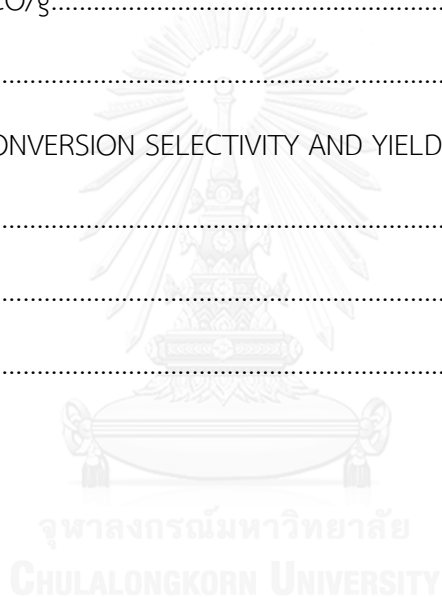 CO/g..........................................................................
................................................................................
ONVERSION SELECTIVITY AND YIELD
................................................................................
................................................................................
................................................................................
จุฬาลงกรณ์มหาวิทยาลัย
CHULALONGKORN UNIVERSITY